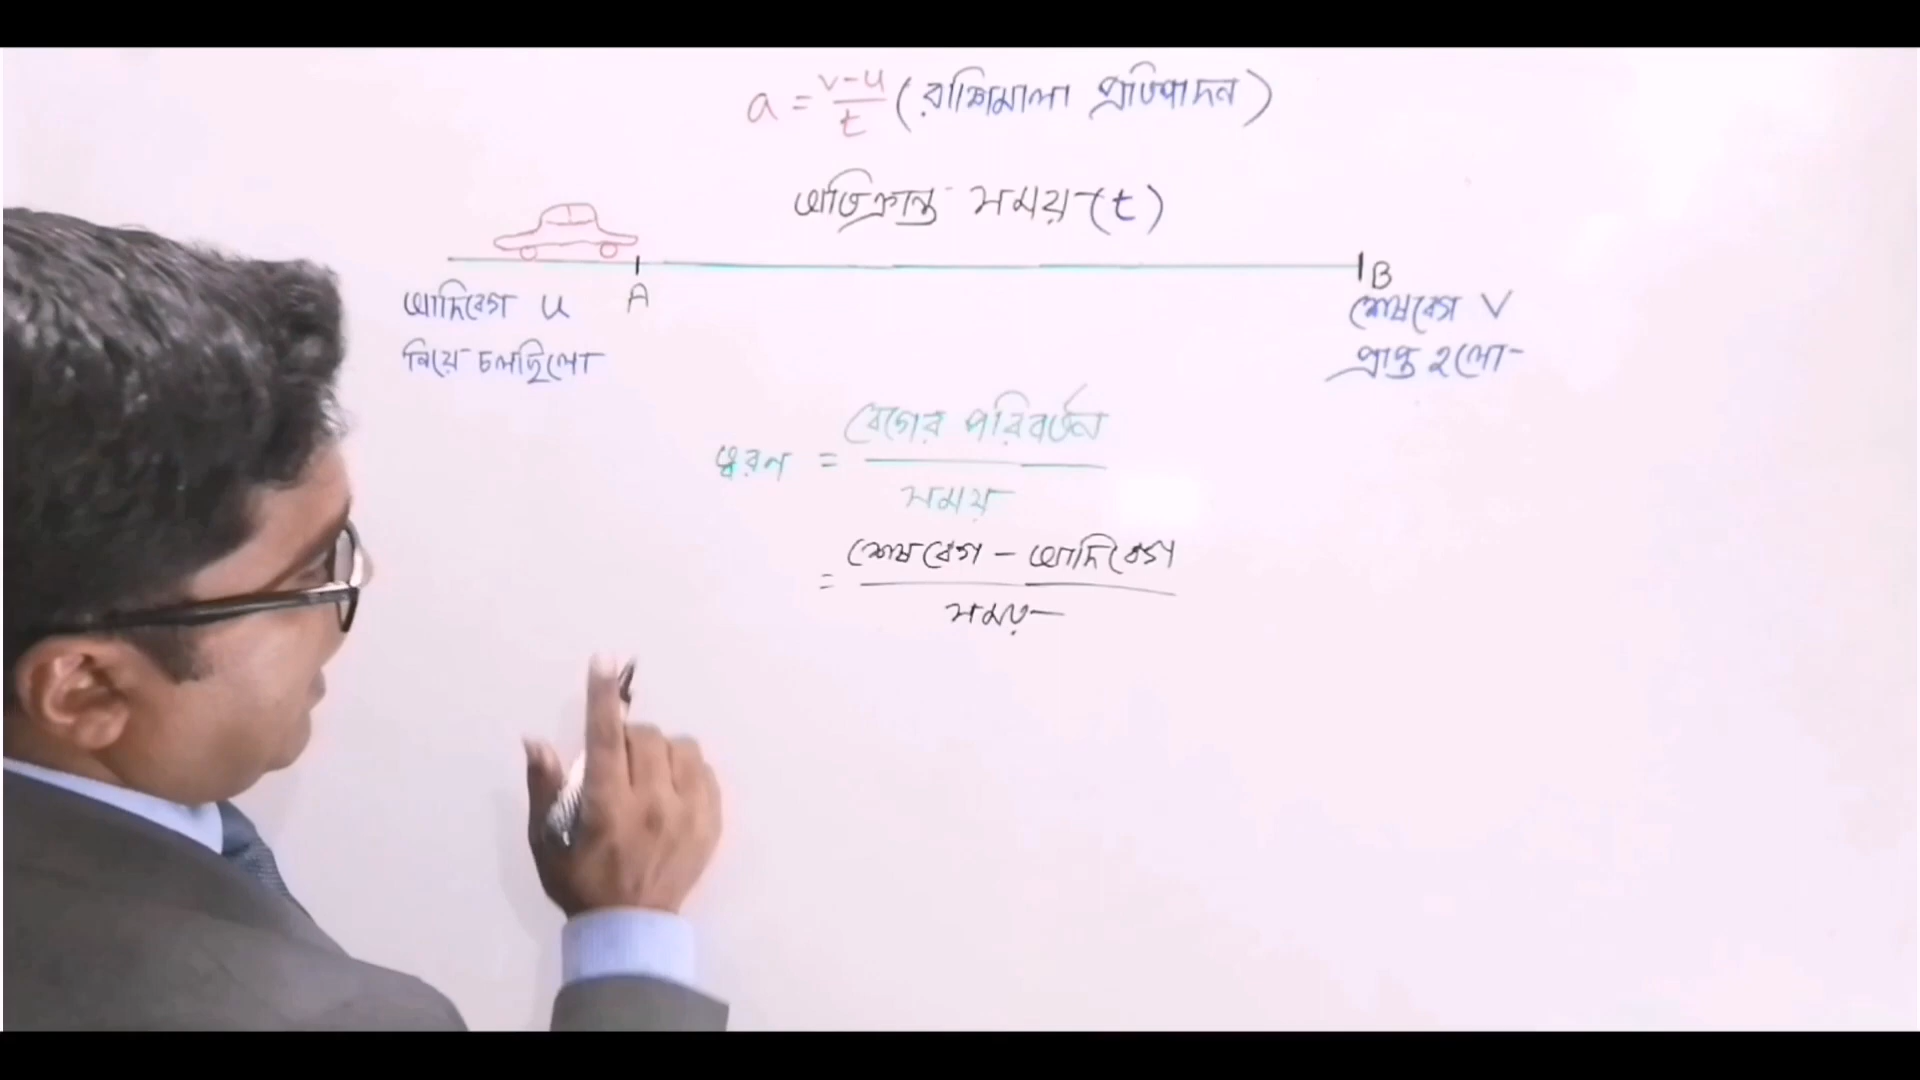 a = v-u/t (রাশিমালা প্রতিপাদন)
অতিক্রান্ত সময় (t)
A
B
আদিবেগ u
নিয়ে চলছিলো
শেষবেগ v
প্রাপ্ত হলো
ত্বরণ = বেগের পরিবর্তন / সময়
= শেষবেগ - আদিবেগ / সময়